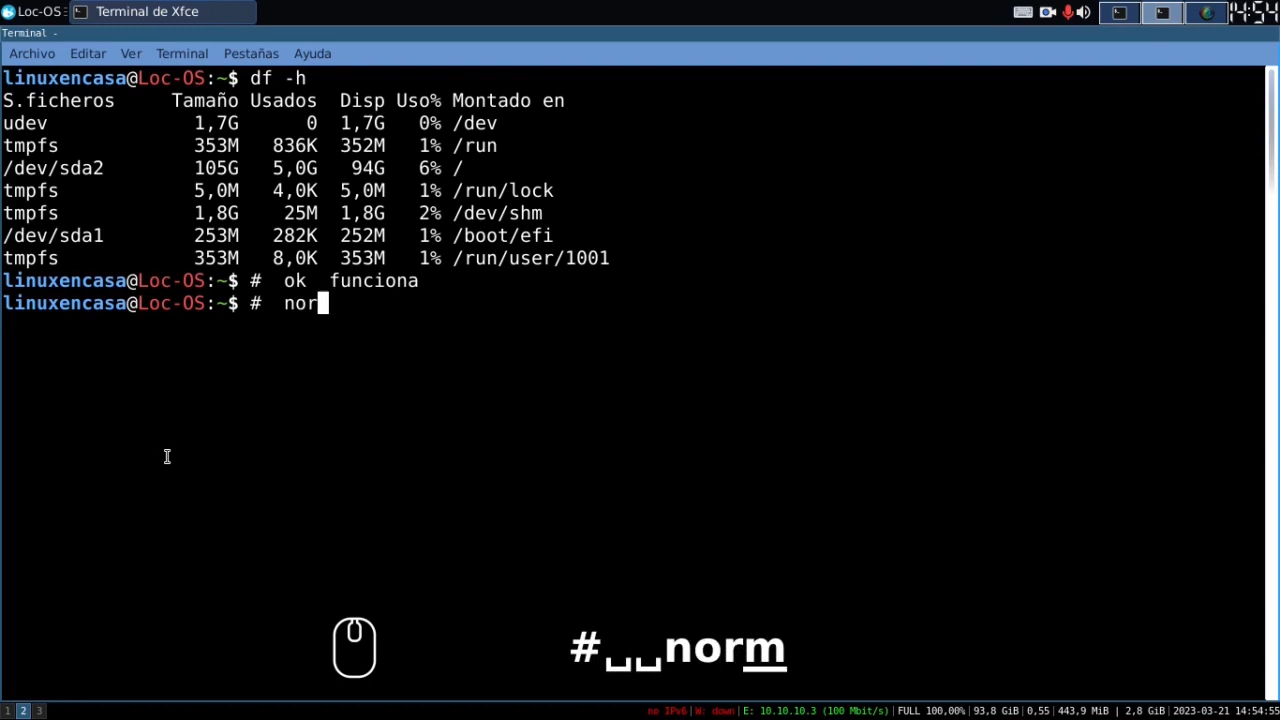 Loc-OS Terminal de Xfce 14:54
Terminal -
Archivo Editar Ver Terminal Pestañas Ayuda
linuxencasa@Loc-OS:~$ df -h
S.ficheros Tamaño Usados Disp Uso% Montado en
udev 1,7G 0 1,7G 0% /dev
tmpfs 353M 836K 352M 1% /run
/dev/sda2 105G 5,0G 94G 6% /
tmpfs 5,0M 4,0K 5,0M 1% /run/lock
tmpfs 1,8G 25M 1,8G 2% /dev/shm
/dev/sda1 253M 282K 252M 1% /boot/efi
tmpfs 353M 8,0K 353M 1% /run/user/1001
linuxencasa@Loc-OS:~$ #  ok  funciona
linuxencasa@Loc-OS:~$ #  nor
#␣␣norm
1 2 3 no IPv6|W: down|E: 10.10.10.3 (100 Mbit/s)|FULL 100,00%|93,8 GiB|0,55|443,9 MiB | 2,8 GiB|2023-03-21 14:54:55